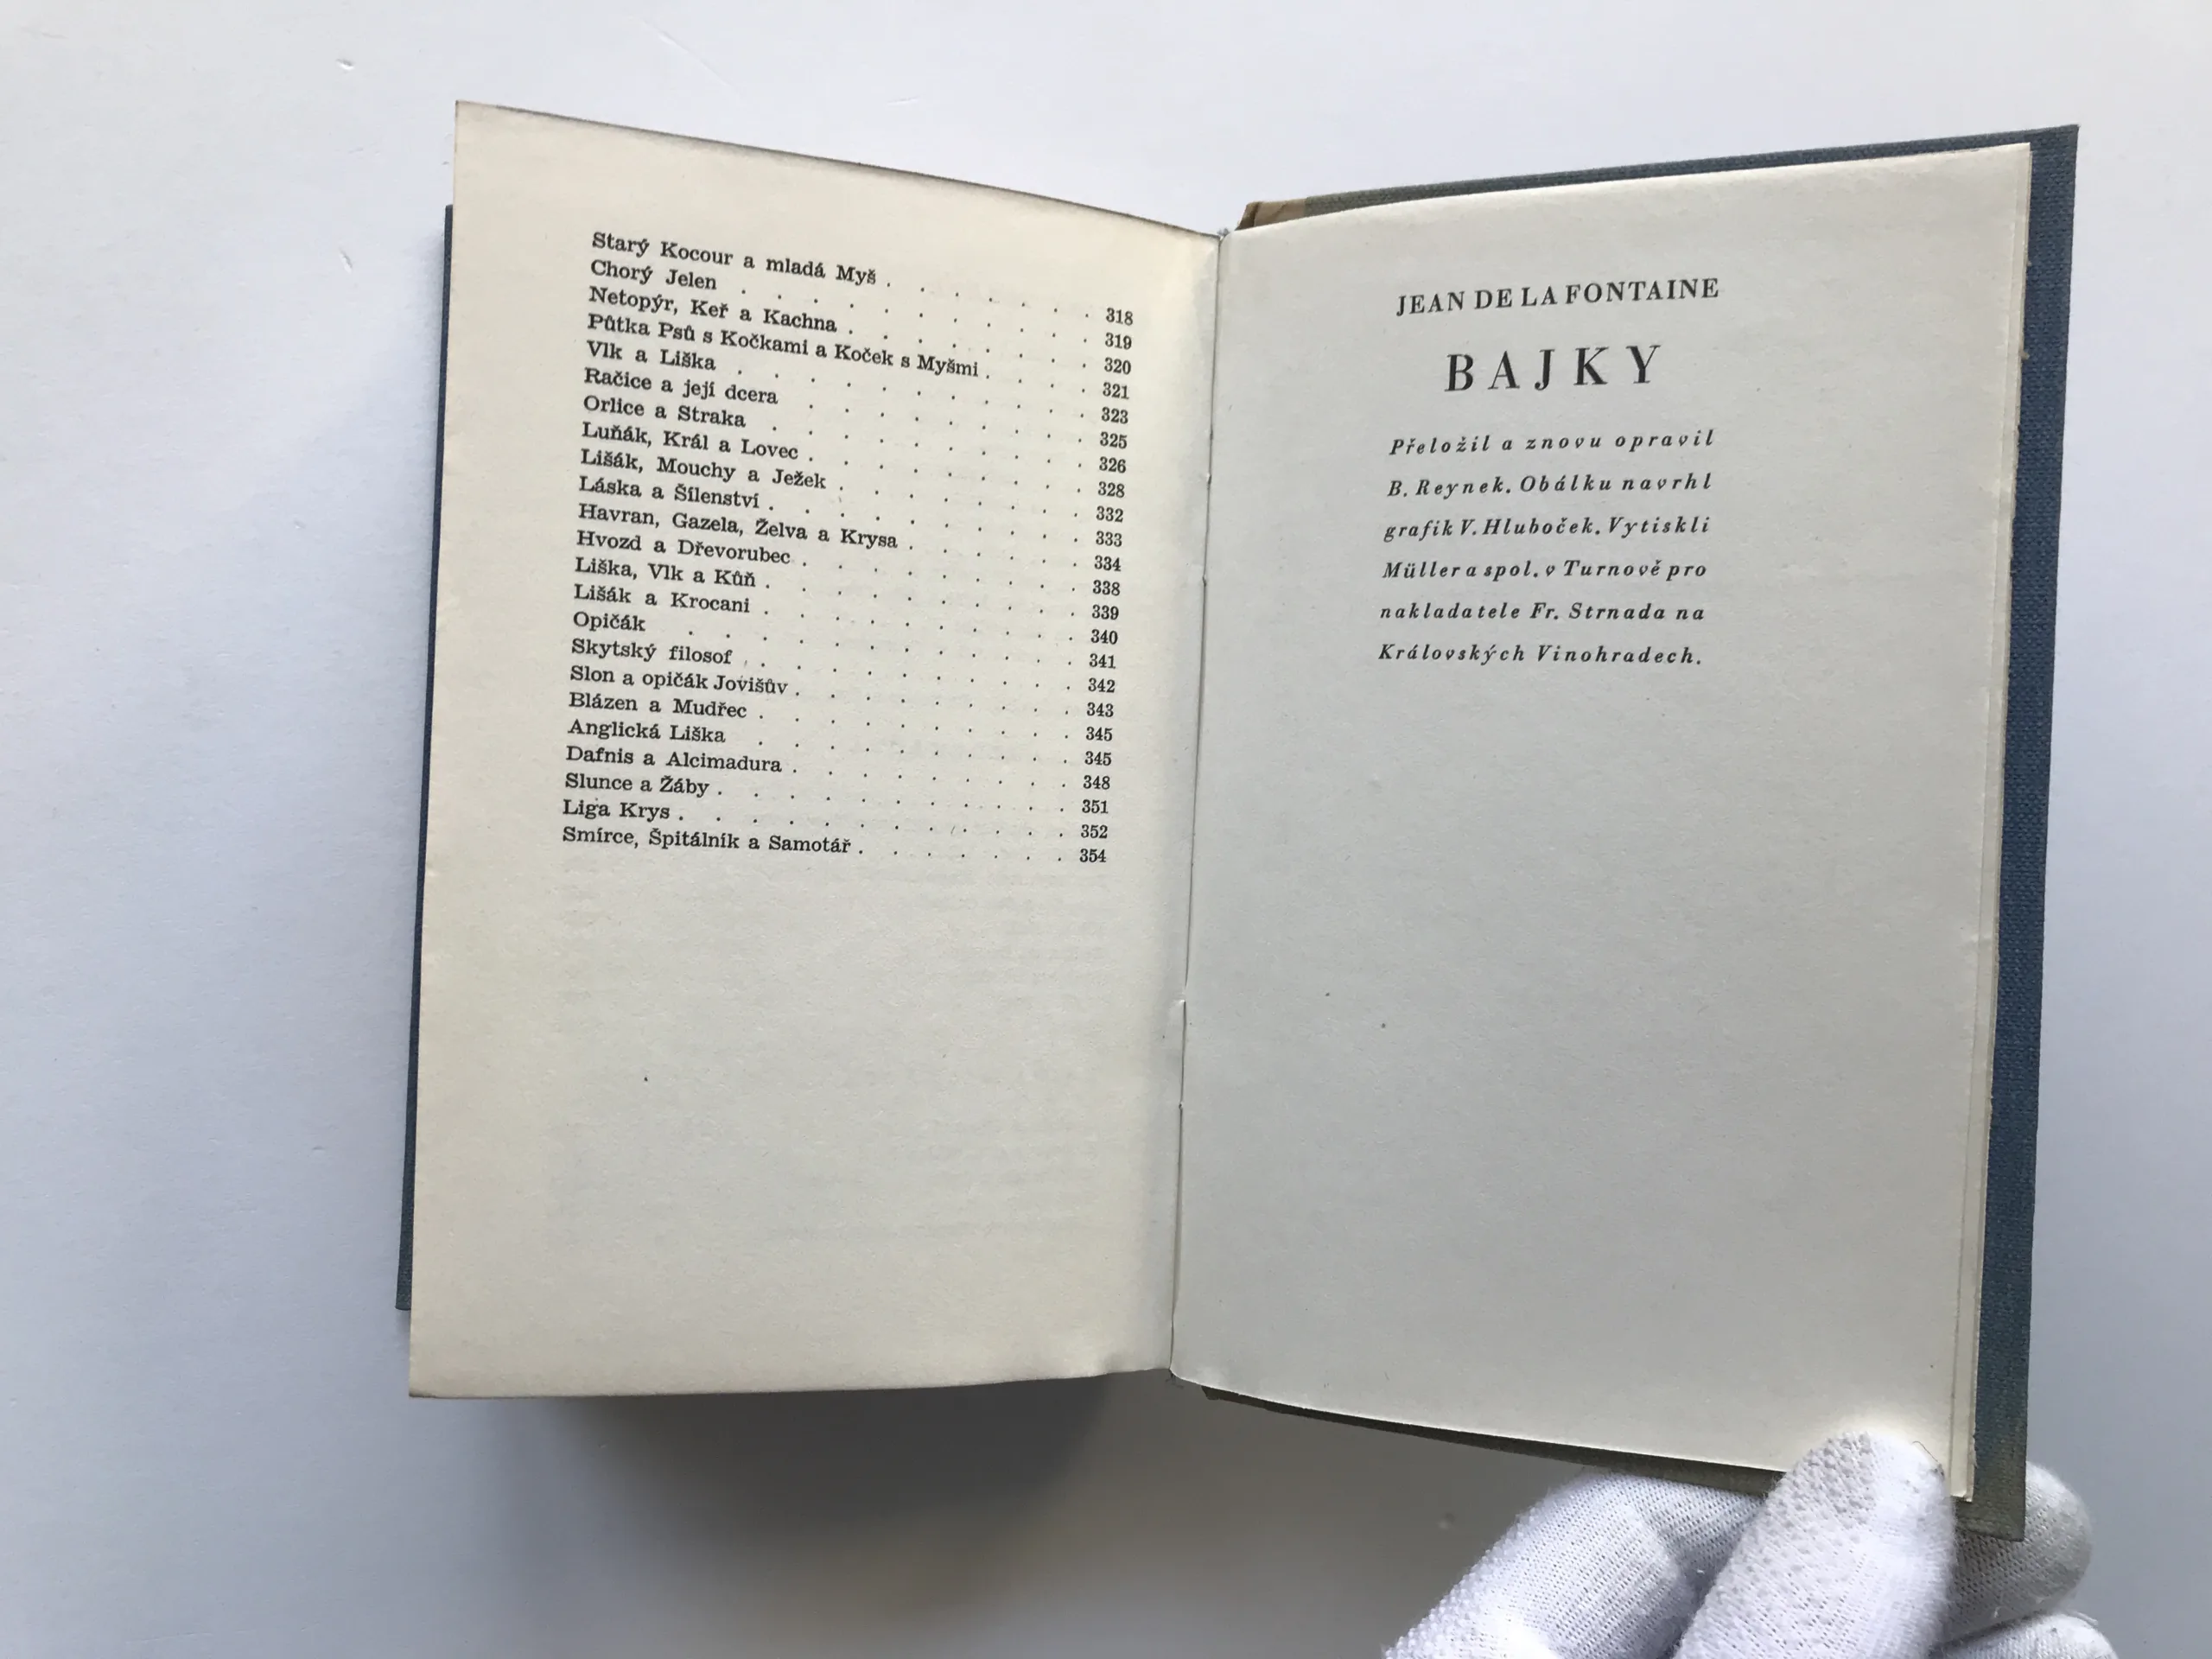 Starý Kocour a mladá Myš . . . . . . . 318
Chorý Jelen . . . . . . . . . . 319
Netopýr, Keř a Kachna . . . . . . . . 320
Půtka Psů s Kočkami a Koček s Myšmi . . . . 321
Vlk a Liška . . . . . . . . . . 323
Račice a její dcera . . . . . . . . 325
Orlice a Straka . . . . . . . . . 326
Luňák, Král a Lovec . . . . . . . . . 328
Lišák, Mouchy a Ježek . . . . . . . . 332
Láska a Šílenství . . . . . . . . . . 333
Havran, Gazela, Želva a Krysa . . . . . . 334
Hvozd a Dřevorubec . . . . . . . . . 338
Liška, Vlk a Kůň . . . . . . . . . . 339
Lišák a Krocani . . . . . . . . . . 340
Opičák . . . . . . . . . . . 341
Skytský filosof . . . . . . . . . . 342
Slon a opičák Jovišův . . . . . . . . . 343
Blázen a Mudřec . . . . . . . . . . 345
Anglická Liška . . . . . . . . . 345
Dafnis a Alcimadura . . . . . . . . . 348
Slunce a Žáby . . . . . . . . . . . 351
Liga Krys . . . . . . . . . . . . 352
Smírce, Špitálník a Samotář . . . . . . . 354
JEAN DE LA FONTAINE
BAJKY
Přeložil a znovu opravil
B. Reynek. Obálku navrhl
grafik V. Hluboček. Vytiskli
Müller a spol. v Turnově pro
nakladatele Fr. Strnada na
Královských Vinohradech.